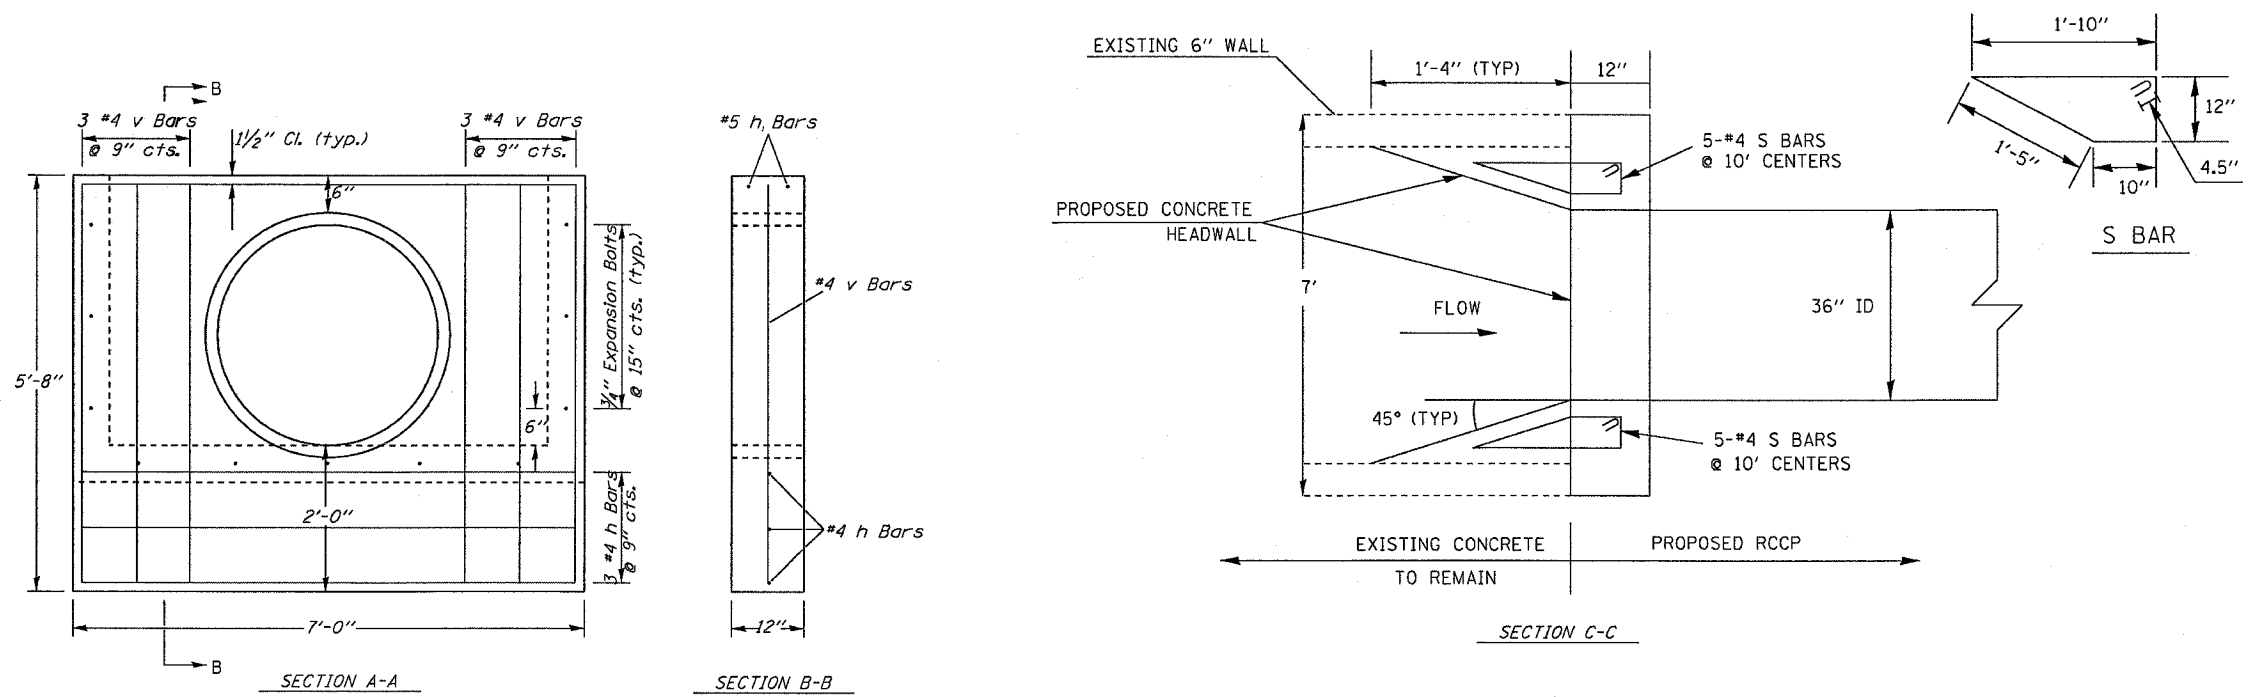 B
3 #4 v Bars
@ 9" cts.
1½" Cl. (typ.)
3 #4 v Bars
@ 9" cts.
6"
5'-8"
3/4" Expansion Bolts
@ 15" cts. (typ.)
6"
2'-0"
3 #4 h Bars
@ 9" cts.
7'-0"
B
SECTION A-A
#5 h, Bars
#4 v Bars
#4 h Bars
12"
SECTION B-B
EXISTING 6" WALL
1'-4" (TYP)
12"
5-#4 S BARS
@ 10' CENTERS
PROPOSED CONCRETE
HEADWALL
7'
FLOW
36" ID
45° (TYP)
5-#4 S BARS
@ 10' CENTERS
EXISTING CONCRETE
TO REMAIN
PROPOSED RCCP
SECTION C-C
1'-10"
12"
1'-5"
10"
4.5"
S BAR